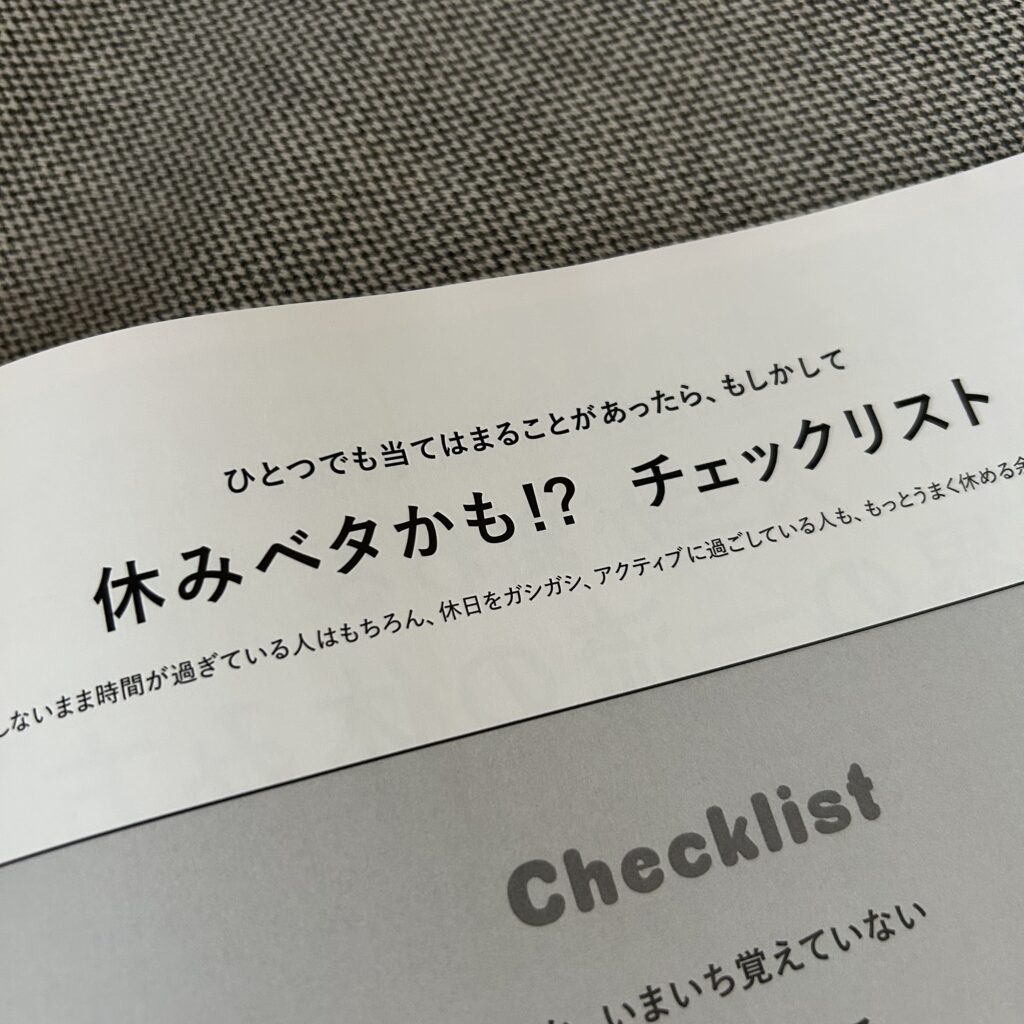 ひとつでも当てはまることがあったら、もしかして
休みベタかも!? チェックリスト
しないまま時間が過ぎている人はもちろん、休日をガシガシ、アクティブに過ごしている人も、もっとうまく休める
Checklist
いまいち覚えていない